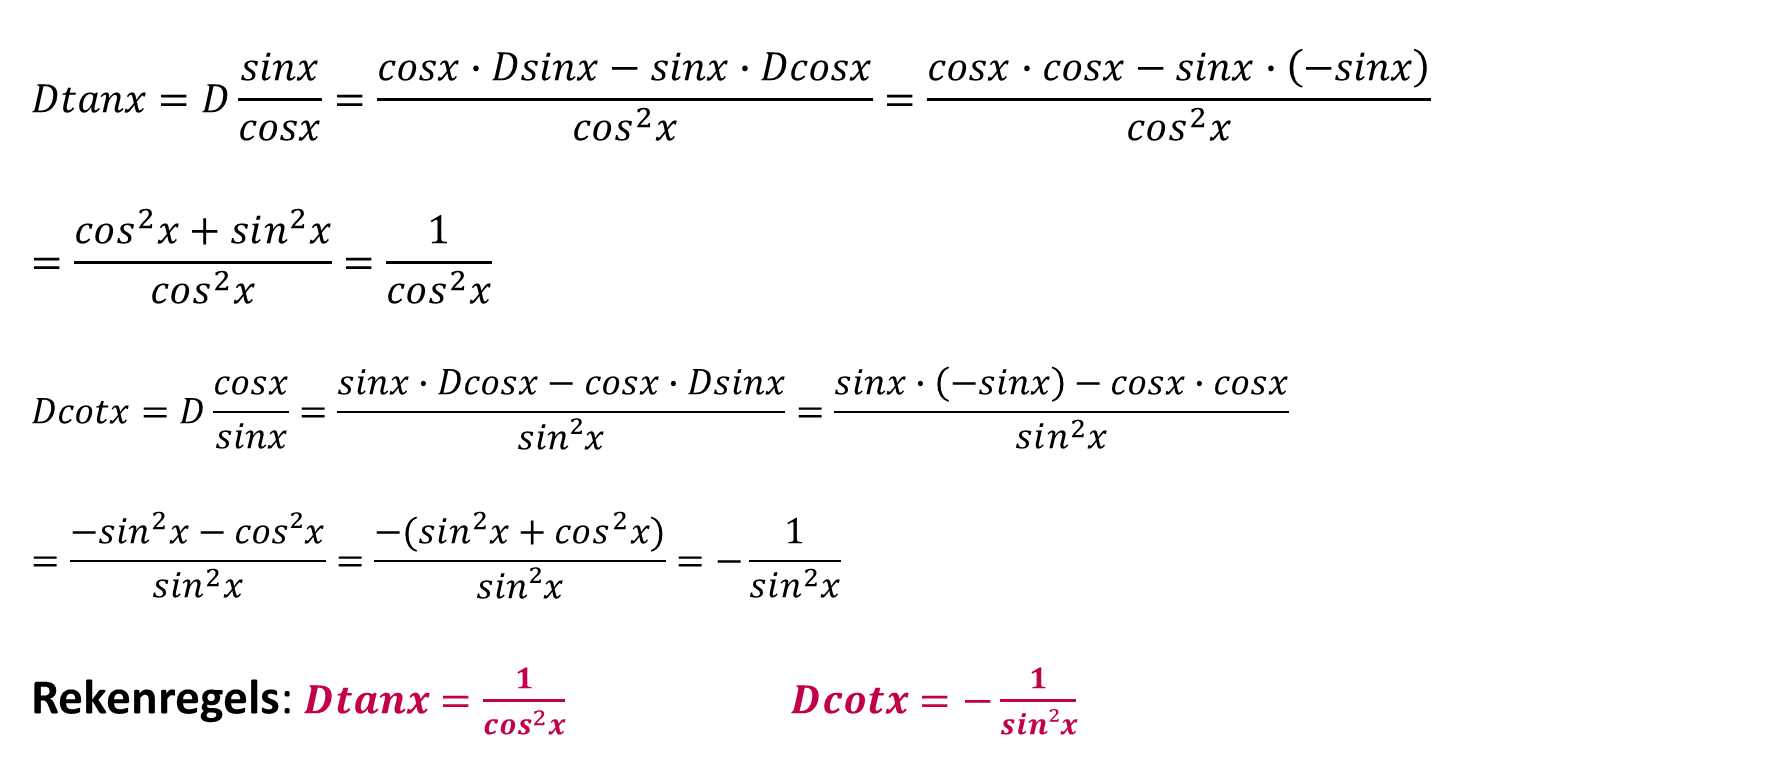 Dtanx = D sinx/cosx = (cosx · Dsinx − sinx · Dcosx)/cos²x = (cosx · cosx − sinx · (−sinx))/cos²x
= (cos²x + sin²x)/cos²x = 1/cos²x
Dcotx = D cosx/sinx = (sinx · Dcosx − cosx · Dsinx)/sin²x = (sinx · (−sinx) − cosx · cosx)/sin²x
= (−sin²x − cos²x)/sin²x = −(sin²x + cos²x)/sin²x = − 1/sin²x
Rekenregels: Dtanx = 1/cos²x Dcotx = − 1/sin²x